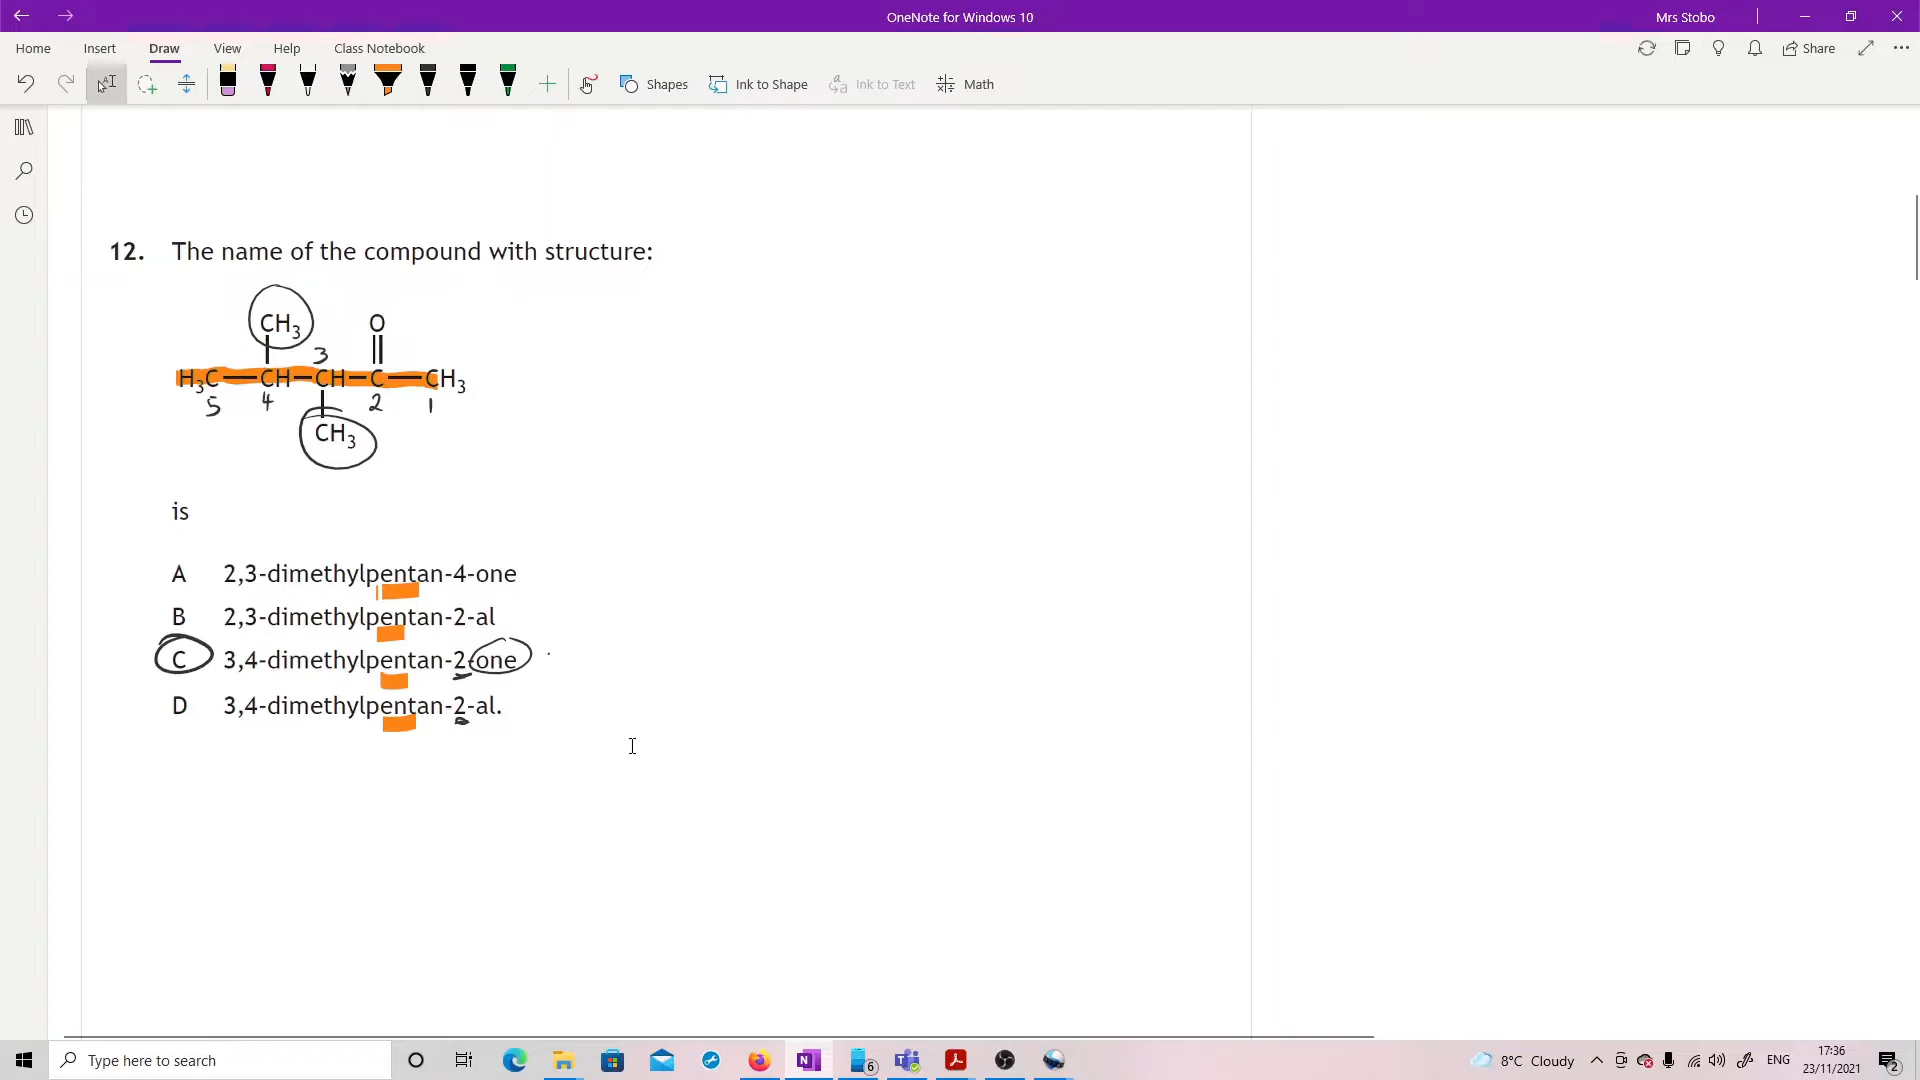 OneNote for Windows 10
Mrs Stobo
Home Insert Draw View Help Class Notebook
Share
Shapes Ink to Shape Ink to Text Math
12. The name of the compound with structure:
CH3 O
3
H3C CH CH C CH3
5 4 2 1
CH3
is
A 2,3-dimethylpentan-4-one
B 2,3-dimethylpentan-2-al
C 3,4-dimethylpentan-2-one
D 3,4-dimethylpentan-2-al.
Type here to search
6
8°C Cloudy
ENG
17:36
23/11/2021
2